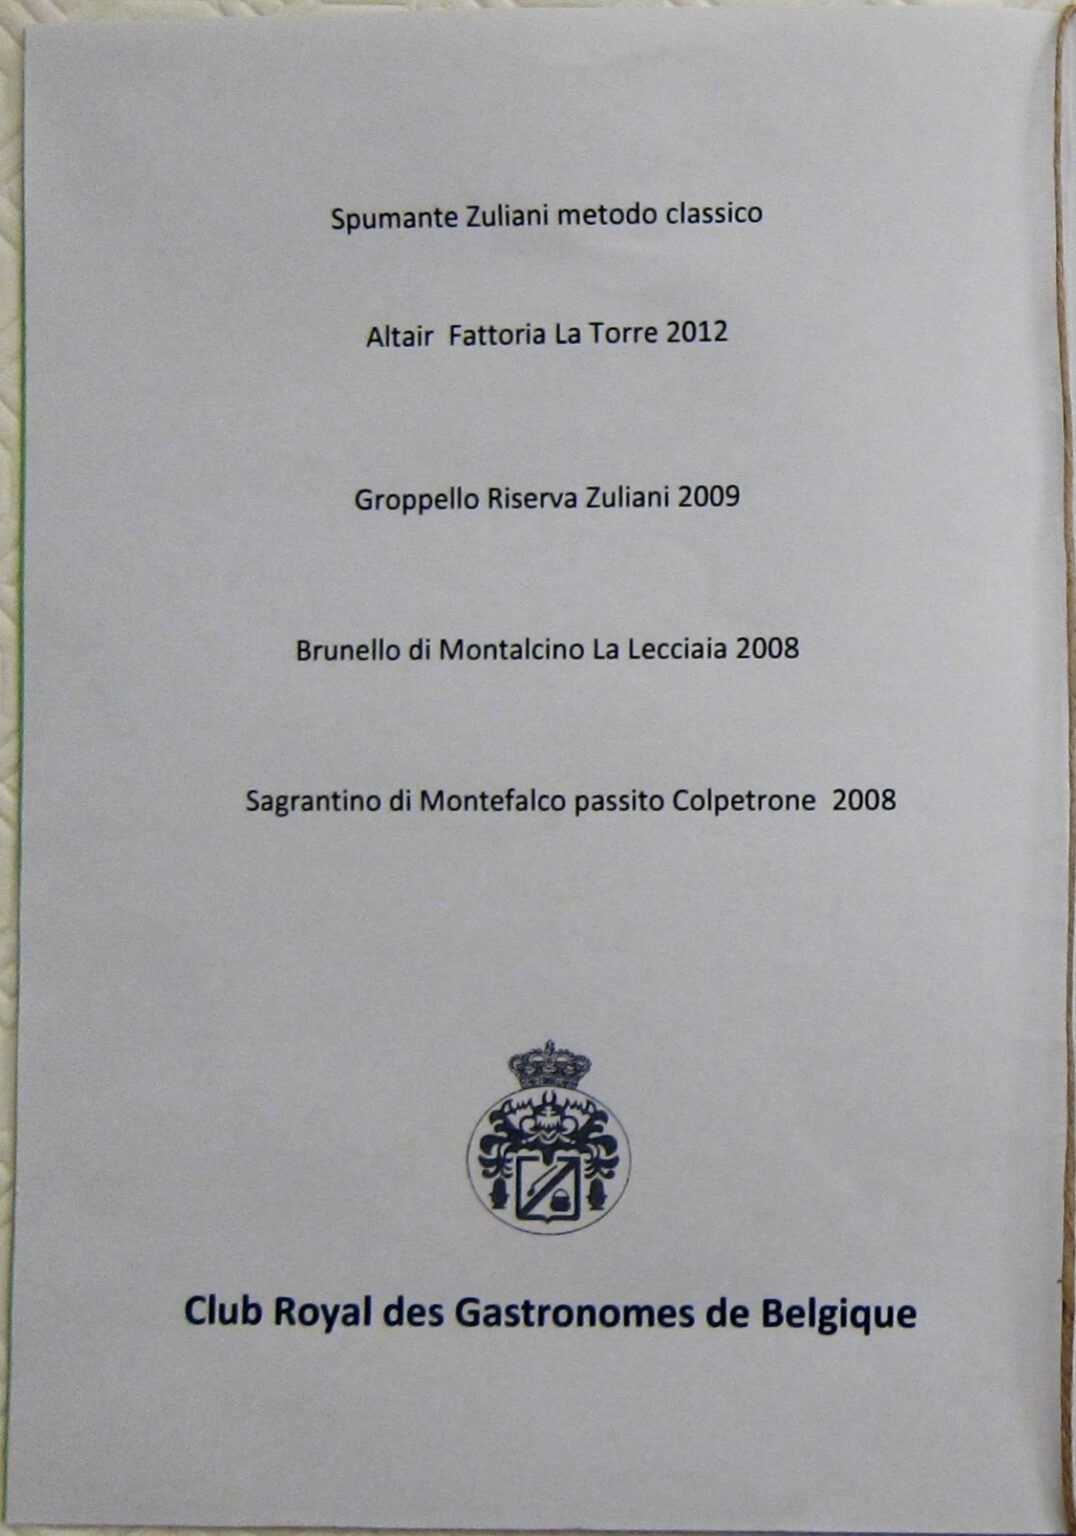 Spumante Zuliani metodo classico
Altair Fattoria La Torre 2012
Groppello Riserva Zuliani 2009
Brunello di Montalcino La Lecciaia 2008
Sagrantino di Montefalco passito Colpetrone 2008
Club Royal des Gastronomes de Belgique